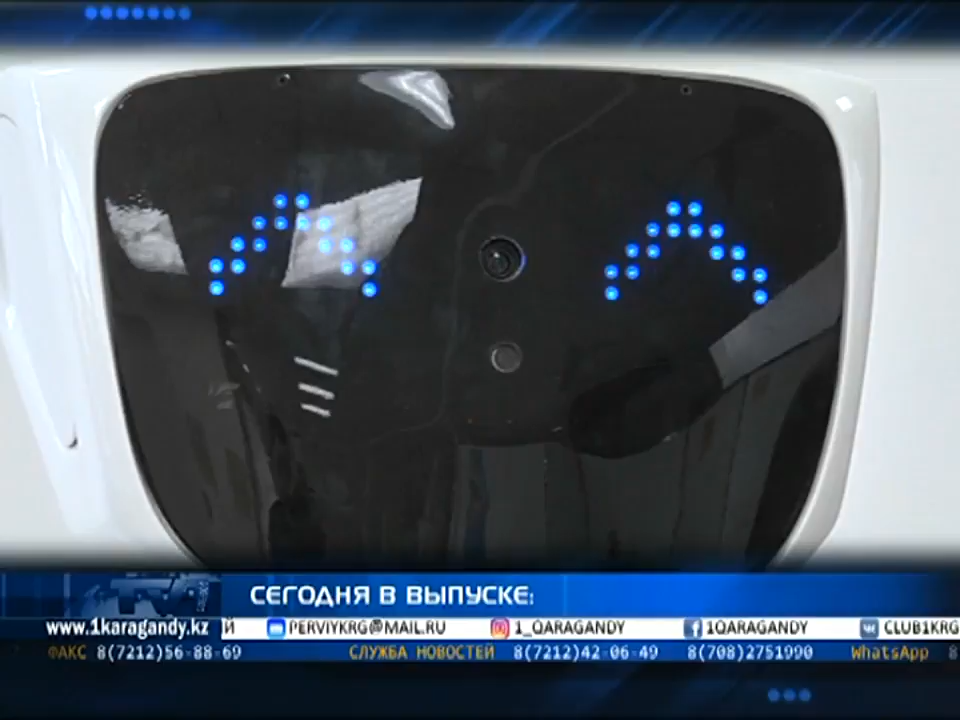 СЕГОДНЯ В ВЫПУСКЕ:
www.1karagandy.kz Й PERVIYKRG@MAIL.RU 1_QARAGANDY 1QARAGANDY CLUB1KRG
ФАКС 8(7212)56-88-69 СЛУЖБА НОВОСТЕЙ 8(7212)42-06-49 8(708)2751990 WhatsApp 8